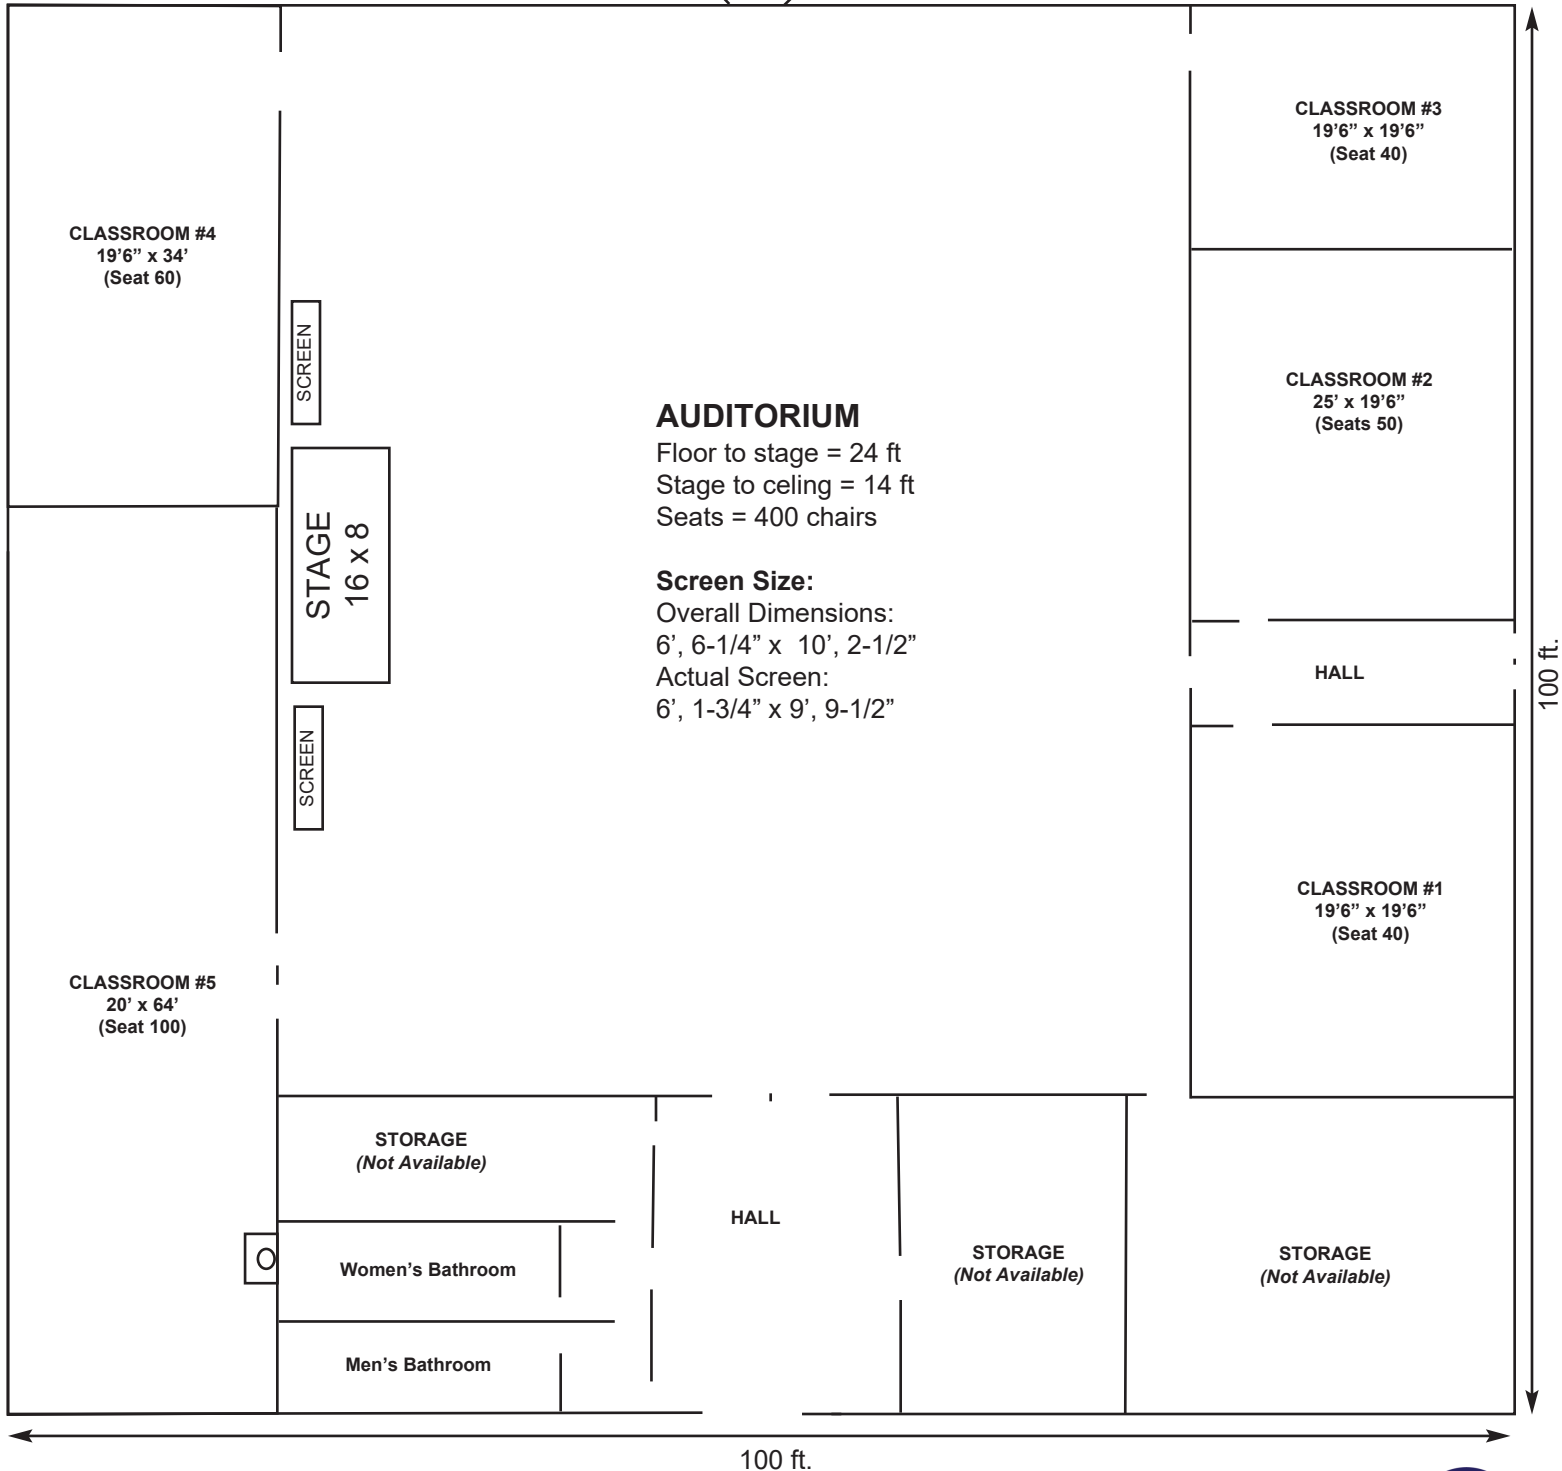 CLASSROOM #3
19’6” x 19’6”
(Seat 40)
CLASSROOM #4
19’6” x 34’
(Seat 60)
SCREEN
CLASSROOM #2
25’ x 19’6”
(Seats 50)
AUDITORIUM
Floor to stage = 24 ft
Stage to celing = 14 ft
Seats = 400 chairs
Screen Size:
Overall Dimensions:
6’, 6-1/4” x 10’, 2-1/2”
Actual Screen:
6’, 1-3/4” x 9’, 9-1/2”
STAGE
16 x 8
HALL
100 ft.
SCREEN
CLASSROOM #1
19’6” x 19’6”
(Seat 40)
CLASSROOM #5
20’ x 64’
(Seat 100)
STORAGE
(Not Available)
HALL
Women’s Bathroom
STORAGE
(Not Available)
STORAGE
(Not Available)
Men’s Bathroom
100 ft.